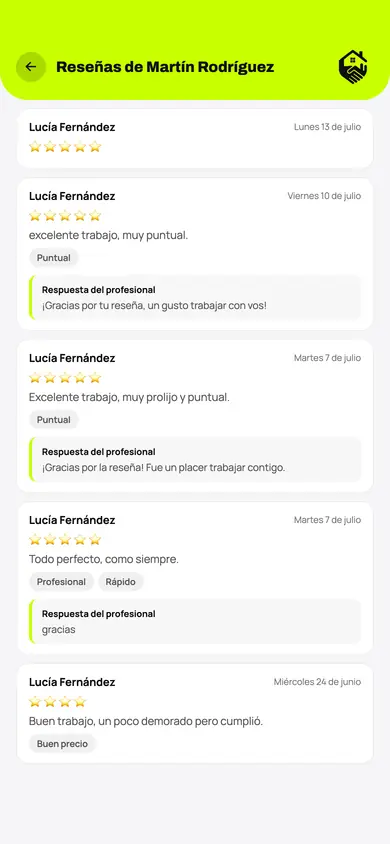 Reseñas de Martín Rodríguez
Lucía Fernández
Lunes 13 de julio
Lucía Fernández
Viernes 10 de julio
excelente trabajo, muy puntual.
Puntual
Respuesta del profesional
¡Gracias por tu reseña, un gusto trabajar con vos!
Lucía Fernández
Martes 7 de julio
Excelente trabajo, muy prolijo y puntual.
Puntual
Respuesta del profesional
¡Gracias por la reseña! Fue un placer trabajar contigo.
Lucía Fernández
Martes 7 de julio
Todo perfecto, como siempre.
Profesional
Rápido
Respuesta del profesional
gracias
Lucía Fernández
Miércoles 24 de junio
Buen trabajo, un poco demorado pero cumplió.
Buen precio